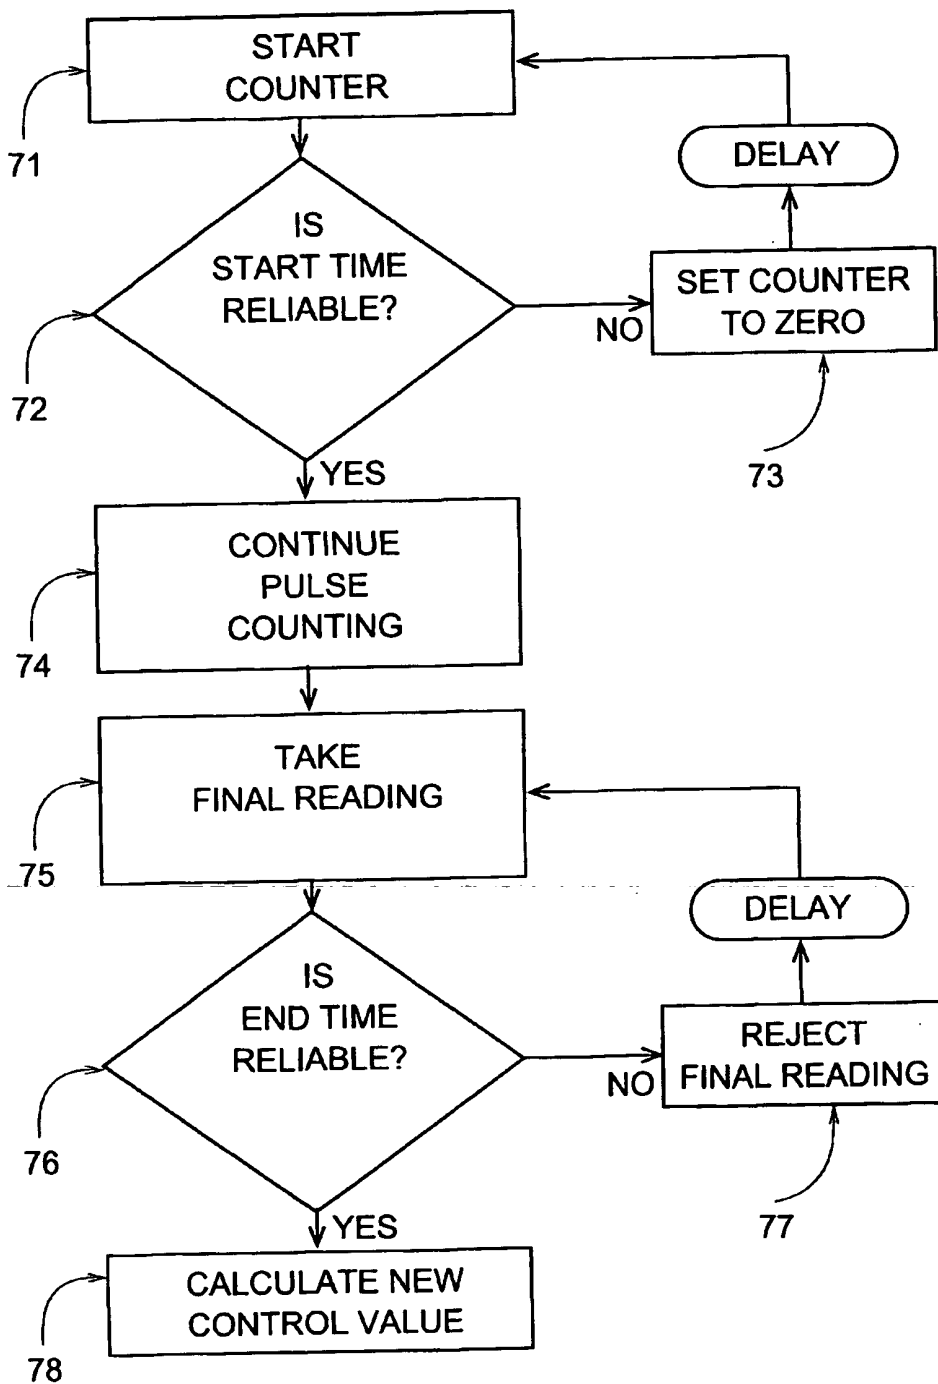 START
COUNTER
71
DELAY
IS
START TIME
RELIABLE?
72
NO
SET COUNTER
TO ZERO
73
YES
CONTINUE
PULSE
COUNTING
74
TAKE
FINAL READING
75
DELAY
IS
END TIME
RELIABLE?
76
NO
REJECT
FINAL READING
77
YES
CALCULATE NEW
CONTROL VALUE
78